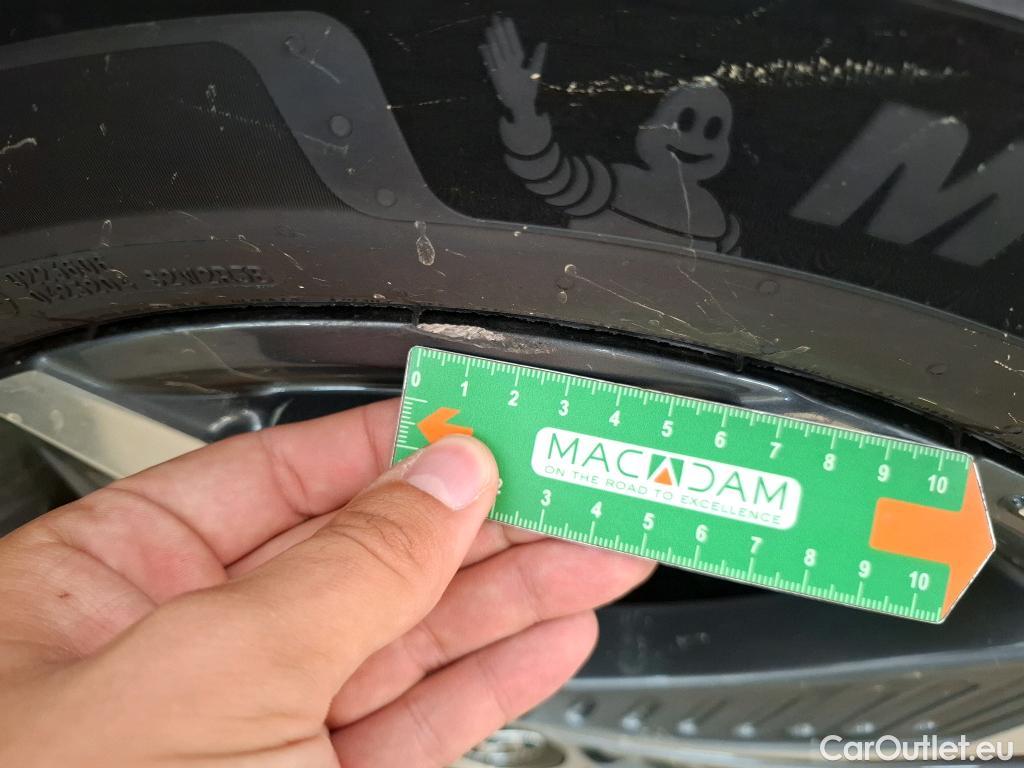 M
0 1 2 3 4 5 6 7 8 9 10
MACADAM
ON THE ROAD TO EXCELLENCE
3 4 5 6 7 8 9 10
CarOutlet.eu